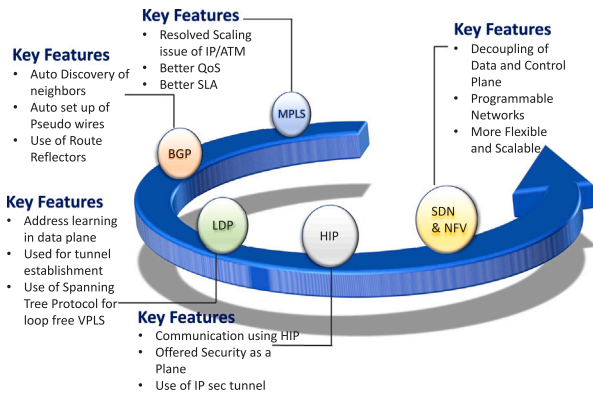 Key Features
• Resolved Scaling
issue of IP/ATM
• Better QoS
• Better SLA
Key Features
• Auto Discovery of
neighbors
• Auto set up of
Pseudo wires
• Use of Route
Reflectors
Key Features
• Decoupling of
Data and Control
Plane
• Programmable
Networks
• More Flexible
and Scalable
MPLS
BGP
LDP
HIP
SDN
& NFV
Key Features
• Address learning
in data plane
• Used for tunnel
establishment
• Use of Spanning
Tree Protocol for
loop free VPLS
Key Features
• Communication using HIP
• Offered Security as a
Plane
• Use of IP sec tunnel